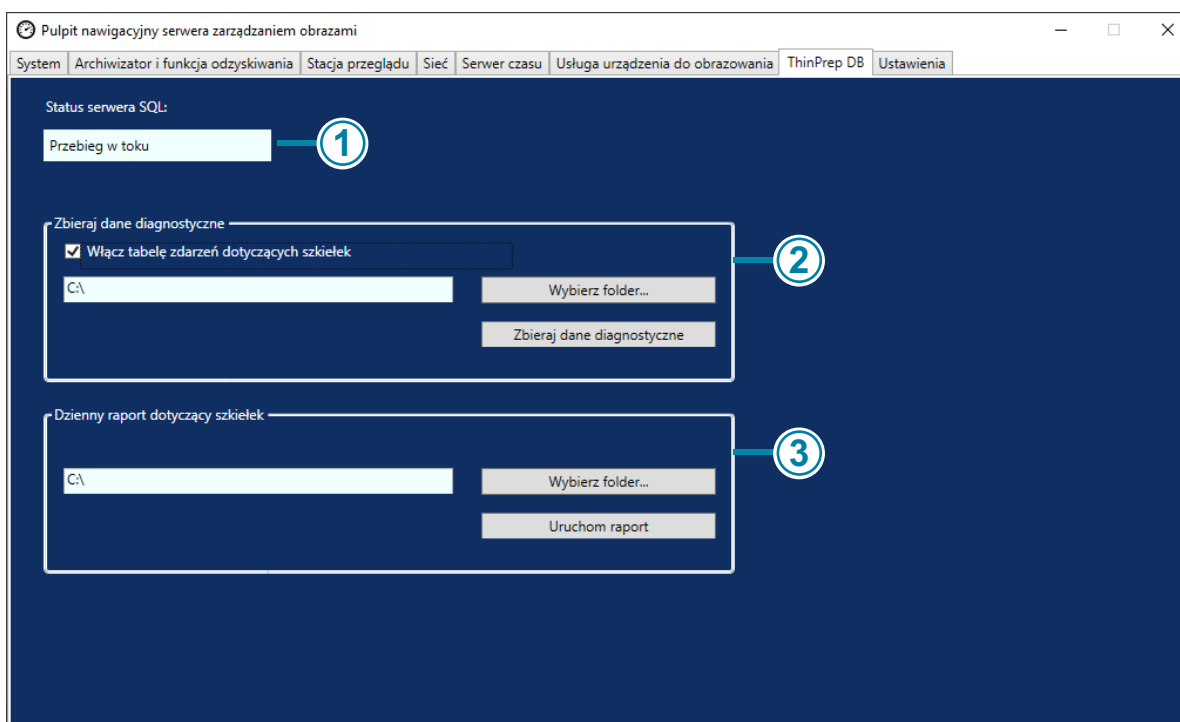 Pulpit nawigacyjny serwera zarządzaniem obrazami
System Archiwizator i funkcja odzyskiwania Stacja przeglądu Sieć Serwer czasu Usługa urządzenia do obrazowania ThinPrep DB Ustawienia
Status serwera SQL:
Przebieg w toku
1
Zbieraj dane diagnostyczne
Włącz tabelę zdarzeń dotyczących szkiełek
2
C:\ Wybierz folder...
Zbieraj dane diagnostyczne
Dzienny raport dotyczący szkiełek
3
C:\ Wybierz folder...
Uruchom raport